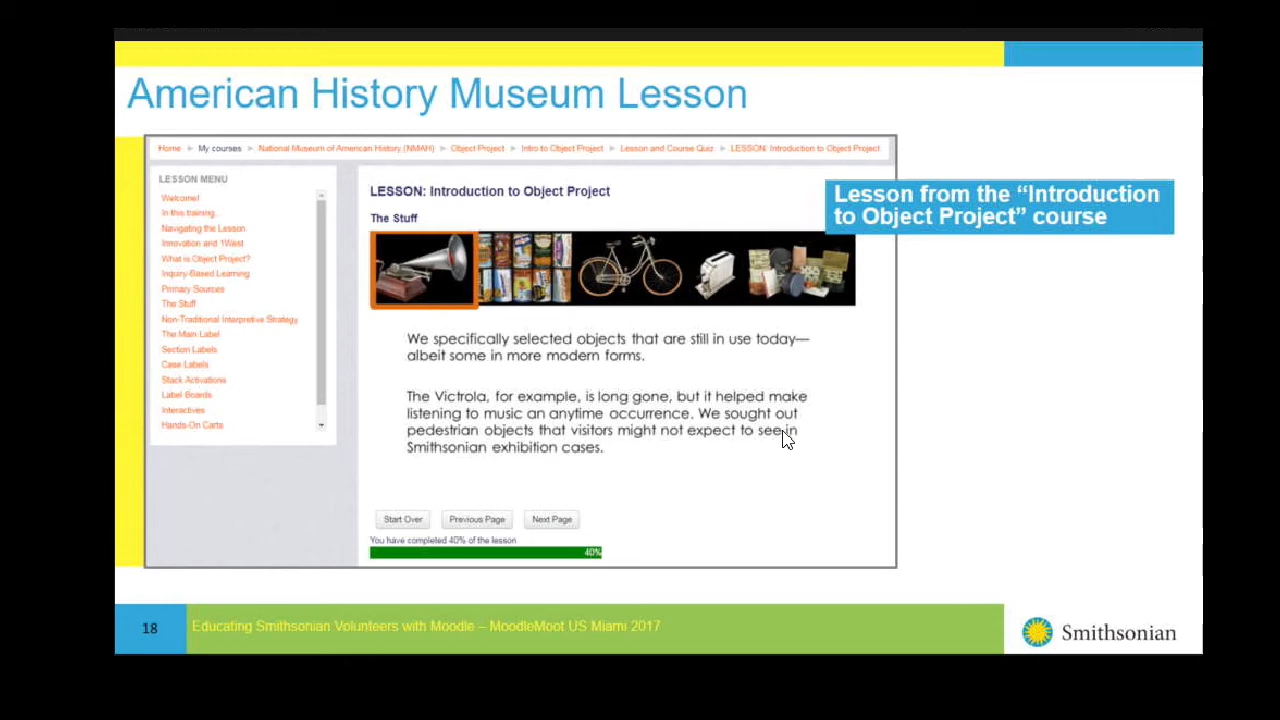 American History Museum Lesson
Home ► My courses ► National Museum of American History (NMAH) ► Object Project ► Intro to Object Project ► Lesson and Course Quiz ► LESSON: Introduction to Object Project
LESSON MENU
Welcome!
In this training...
Navigating the Lesson
Innovation and 1West
What is Object Project?
Inquiry-Based Learning
Primary Sources
The Stuff
Non-Traditional Interpretive Strategy
The Main Label
Section Labels
Case Labels
Stack Activations
Label Boards
Interactives
Hands-On Carts
LESSON: Introduction to Object Project
The Stuff
We specifically selected objects that are still in use today—
albeit some in more modern forms.
The Victrola, for example, is long gone, but it helped make
listening to music an anytime occurrence. We sought out
pedestrian objects that visitors might not expect to see in
Smithsonian exhibition cases.
Start Over
Previous Page
Next Page
You have completed 40% of the lesson
40%
Lesson from the “Introduction
to Object Project” course
18
Educating Smithsonian Volunteers with Moodle – MoodleMoot US Miami 2017
Smithsonian